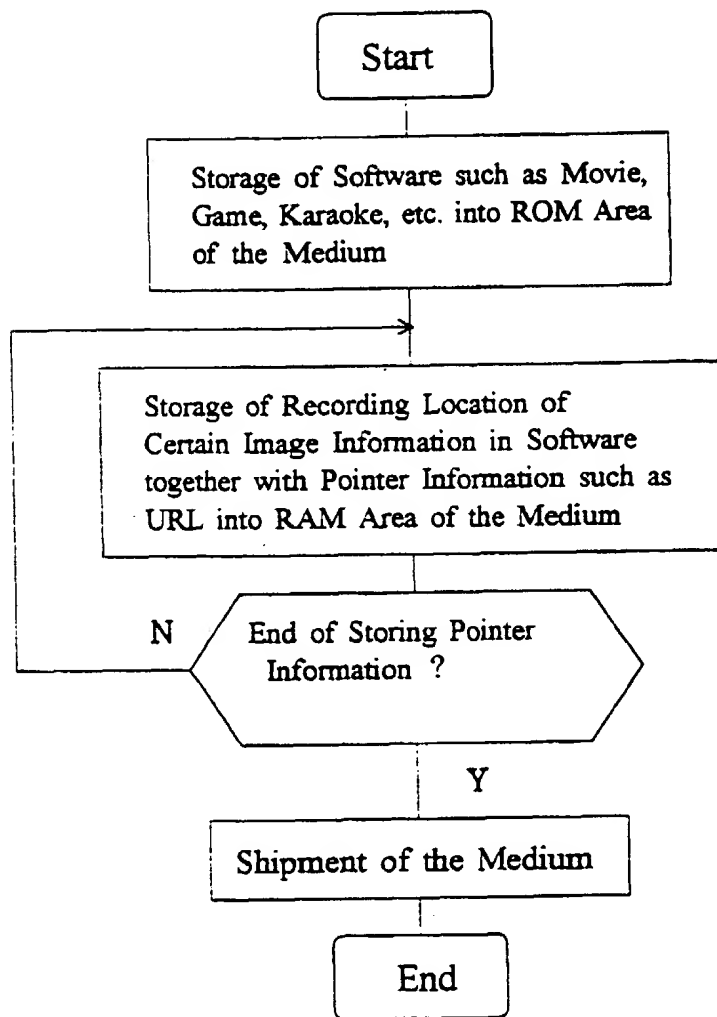 Start
Storage of Software such as Movie,
Game, Karaoke, etc. into ROM Area
of the Medium
Storage of Recording Location of
Certain Image Information in Software
together with Pointer Information such as
URL into RAM Area of the Medium
N
End of Storing Pointer
Information ?
Y
Shipment of the Medium
End